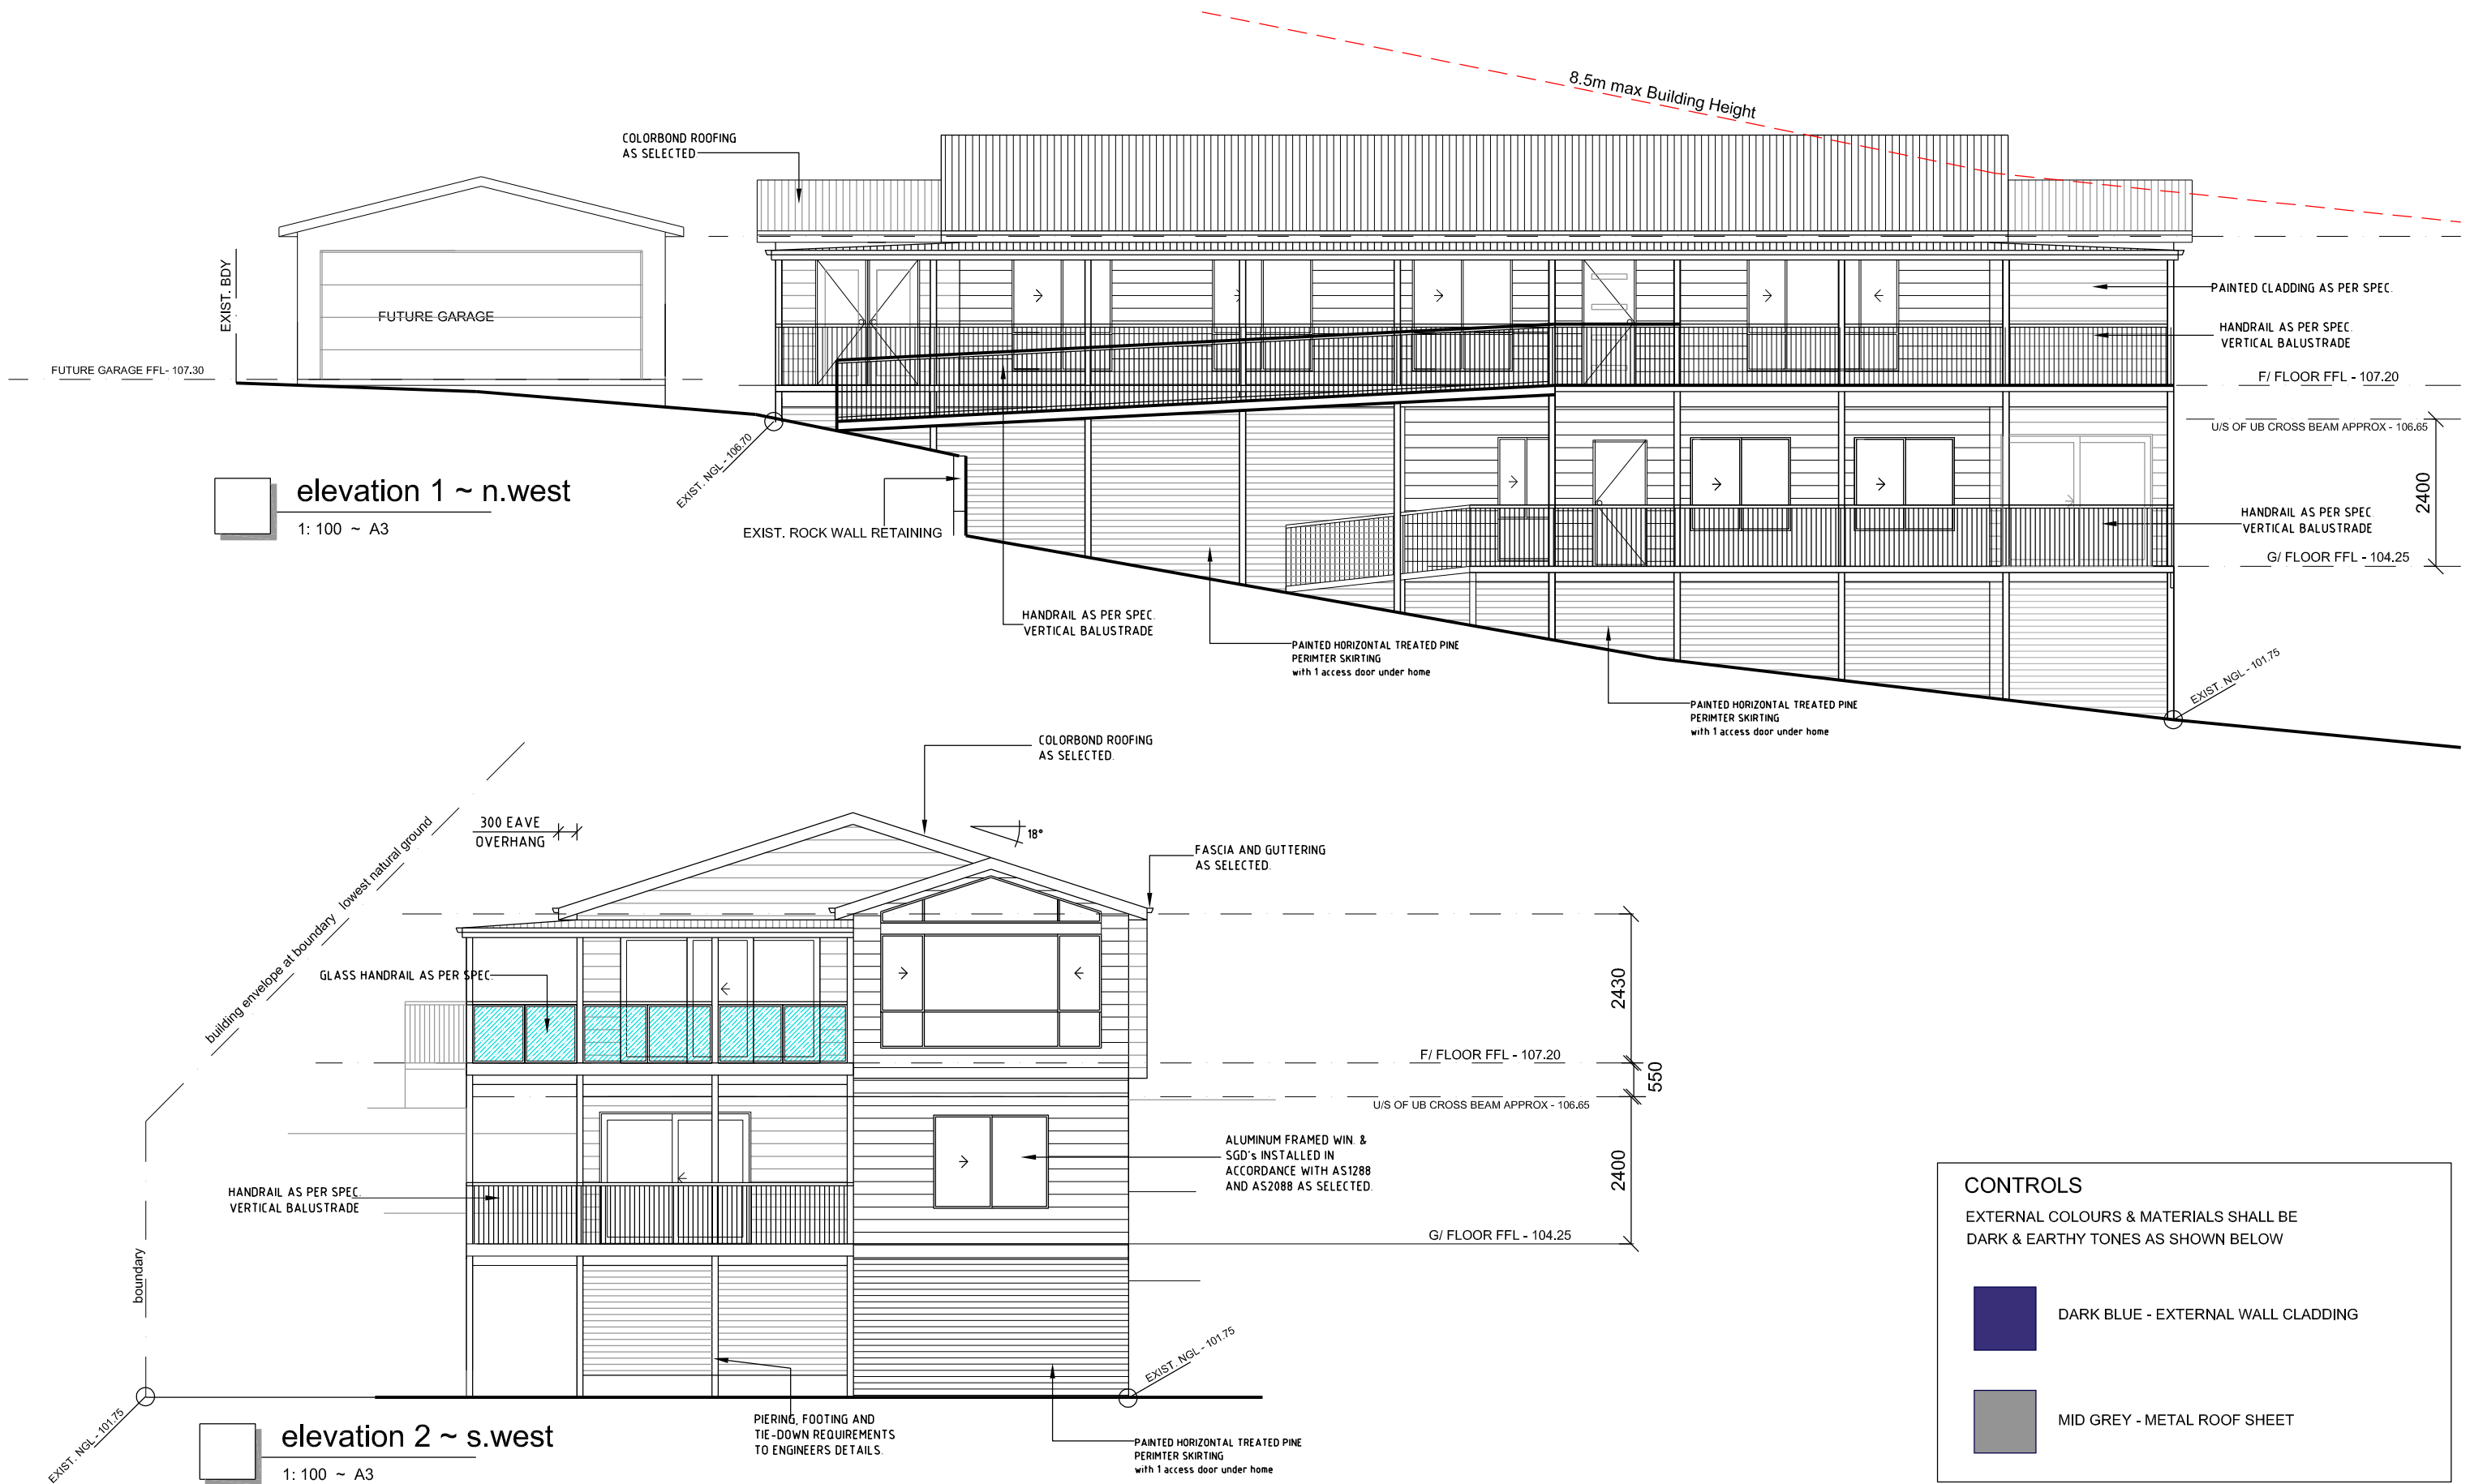 8.5m max Building Height
COLORBOND ROOFING
AS SELECTED
EXIST. BDY
FUTURE GARAGE
PAINTED CLADDING AS PER SPEC.
HANDRAIL AS PER SPEC.
VERTICAL BALUSTRADE
FUTURE GARAGE FFL- 107.30
F/ FLOOR FFL - 107.20
U/S OF UB CROSS BEAM APPROX - 106.65
EXIST. NGL - 106.70
2400
elevation 1 ~ n.west
1: 100 ~ A3
EXIST. ROCK WALL RETAINING
HANDRAIL AS PER SPEC.
VERTICAL BALUSTRADE
G/ FLOOR FFL - 104.25
HANDRAIL AS PER SPEC.
VERTICAL BALUSTRADE
PAINTED HORIZONTAL TREATED PINE
PERIMTER SKIRTING
with 1 access door under home
EXIST. NGL - 101.75
PAINTED HORIZONTAL TREATED PINE
PERIMTER SKIRTING
with 1 access door under home
COLORBOND ROOFING
AS SELECTED.
300 EAVE
OVERHANG
18°
FASCIA AND GUTTERING
AS SELECTED.
building envelope at boundary lowest natural ground
GLASS HANDRAIL AS PER SPEC.
2430
F/ FLOOR FFL - 107.20
550
U/S OF UB CROSS BEAM APPROX - 106.65
ALUMINUM FRAMED WIN. &
SGD's INSTALLED IN
ACCORDANCE WITH AS1288
AND AS2088 AS SELECTED.
2400
HANDRAIL AS PER SPEC.
VERTICAL BALUSTRADE
G/ FLOOR FFL - 104.25
boundary
EXIST. NGL - 101.75
EXIST. NGL - 101.75
elevation 2 ~ s.west
1: 100 ~ A3
PIERING, FOOTING AND
TIE-DOWN REQUIREMENTS
TO ENGINEERS DETAILS.
PAINTED HORIZONTAL TREATED PINE
PERIMTER SKIRTING
with 1 access door under home
CONTROLS
EXTERNAL COLOURS & MATERIALS SHALL BE
DARK & EARTHY TONES AS SHOWN BELOW
DARK BLUE - EXTERNAL WALL CLADDING
MID GREY - METAL ROOF SHEET